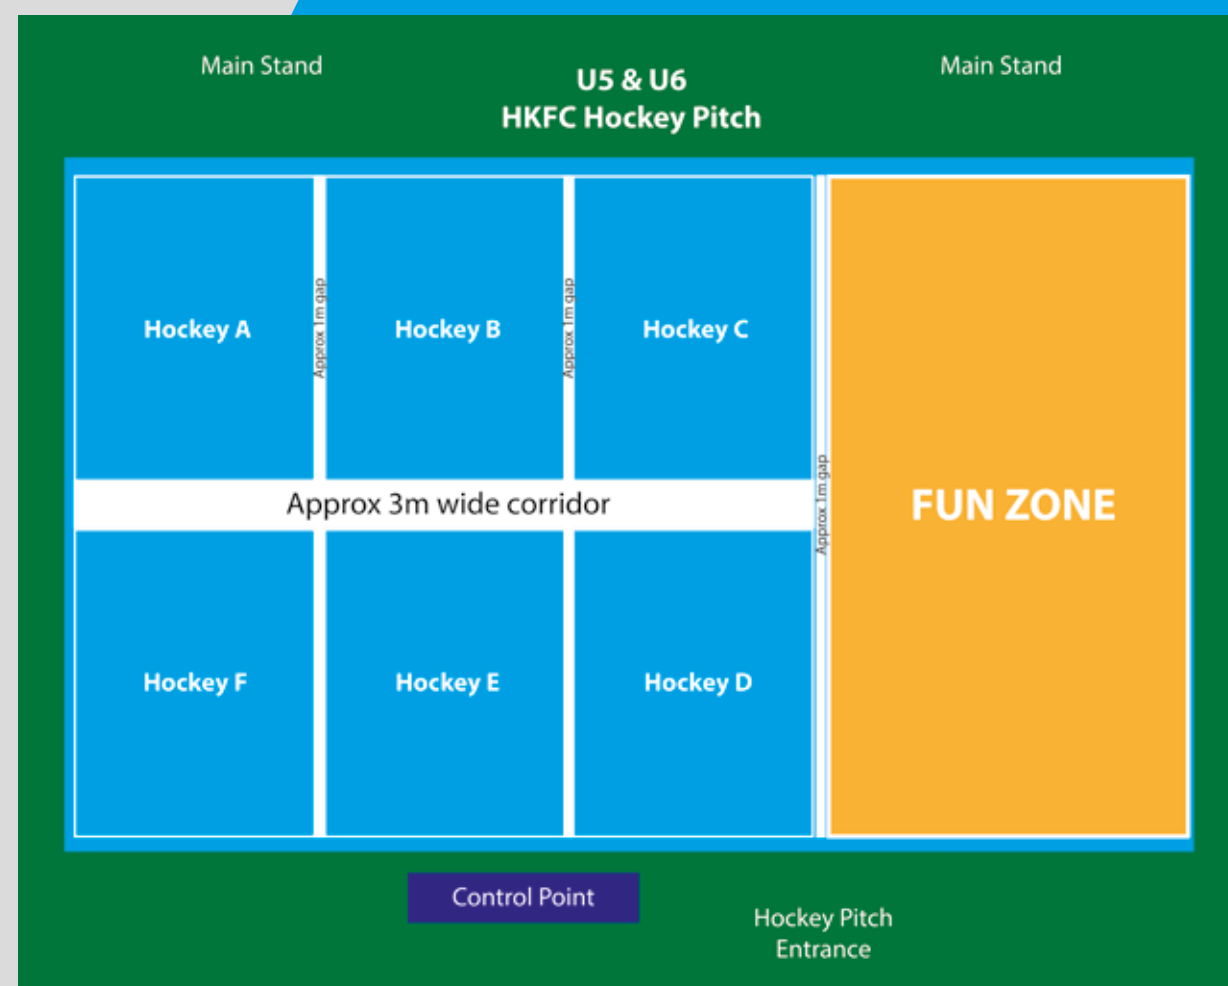 Main Stand
Main Stand
U5 & U6
HKFC Hockey Pitch
Hockey A
Approx 1m gap
Hockey B
Approx 1m gap
Hockey C
Approx 3m wide corridor
Approx 1m gap
FUN ZONE
Hockey F
Hockey E
Hockey D
Control Point
Hockey Pitch
Entrance